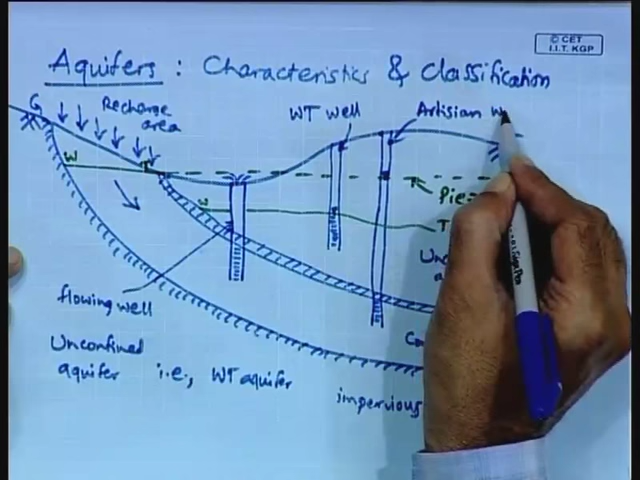 © CET
I.I.T. KGP
Aquifers : Characteristics & Classification
G
Recharge
area
WT well
Artisian w
W
T
Pie
W
T
Un
flowing well
Co
Unconfined
aquifer i.e., WT aquifer
impervious